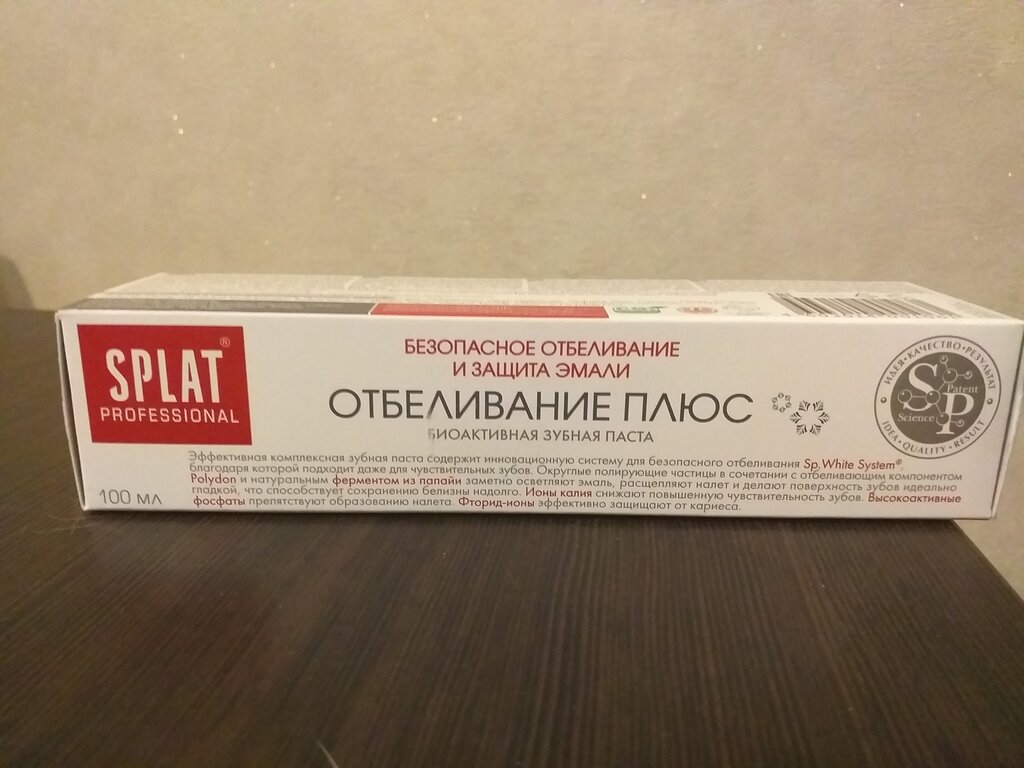 SPLAT®
PROFESSIONAL
БЕЗОПАСНОЕ ОТБЕЛИВАНИЕ
И ЗАЩИТА ЭМАЛИ
ОТБЕЛИВАНИЕ ПЛЮС
БИОАКТИВНАЯ ЗУБНАЯ ПАСТА
Эффективная комплексная зубная паста содержит инновационную систему для безопасного отбеливания Sp.White System®,
благодаря которой подходит даже для чувствительных зубов. Округлые полирующие частицы в сочетании с отбеливающим компонентом
Polydon и натуральным ферментом из папайи заметно осветляют эмаль, расщепляют налет и делают поверхность зубов идеально
гладкой, что способствует сохранению белизны надолго. Ионы калия снижают повышенную чувствительность зубов. Высокоактивные
фосфаты препятствуют образованию налета. Фторид-ионы эффективно защищают от кариеса.
100 МЛ
ИДЕЯ•КАЧЕСТВО•РЕЗУЛЬТАТ
S Patent
Science P
IDEA•QUALITY•RESULT